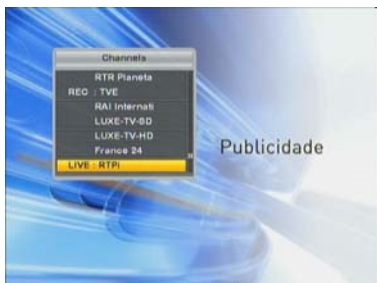 Channels
RTR Planeta
REC : TVE
RAI Internati
LUXE-TV-SD
LUXE-TV-HD
France 24
LIVE : RTPi
Publicidade